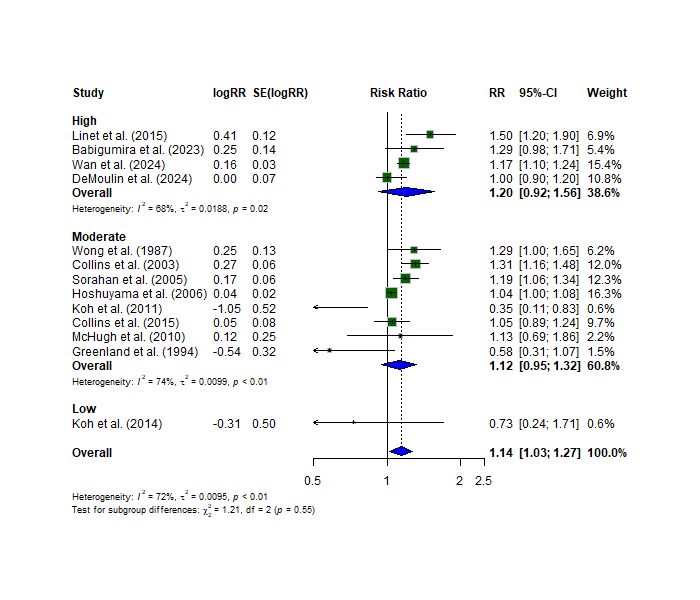 Study logRR SE(logRR) Risk Ratio RR 95%-CI Weight
High
Linet et al. (2015) 0.41 0.12 1.50 [1.20; 1.90] 6.9%
Babigumira et al. (2023) 0.25 0.14 1.29 [0.98; 1.71] 5.4%
Wan et al. (2024) 0.16 0.03 1.17 [1.10; 1.24] 15.4%
DeMoulin et al. (2024) 0.00 0.07 1.00 [0.90; 1.20] 10.8%
Overall 1.20 [0.92; 1.56] 38.6%
Heterogeneity: I² = 68%, τ² = 0.0188, p = 0.02
Moderate
Wong et al. (1987) 0.25 0.13 1.29 [1.00; 1.65] 6.2%
Collins et al. (2003) 0.27 0.06 1.31 [1.16; 1.48] 12.0%
Sorahan et al. (2005) 0.17 0.06 1.19 [1.06; 1.34] 12.3%
Hoshuyama et al. (2006) 0.04 0.02 1.04 [1.00; 1.08] 16.3%
Koh et al. (2011) -1.05 0.52 0.35 [0.11; 0.83] 0.6%
Collins et al. (2015) 0.05 0.08 1.05 [0.89; 1.24] 9.7%
McHugh et al. (2010) 0.12 0.25 1.13 [0.69; 1.86] 2.2%
Greenland et al. (1994) -0.54 0.32 0.58 [0.31; 1.07] 1.5%
Overall 1.12 [0.95; 1.32] 60.8%
Heterogeneity: I² = 74%, τ² = 0.0099, p < 0.01
Low
Koh et al. (2014) -0.31 0.50 0.73 [0.24; 1.71] 0.6%
Overall 1.14 [1.03; 1.27] 100.0%
0.5 1 2 2.5
Heterogeneity: I² = 72%, τ² = 0.0095, p < 0.01
Test for subgroup differences: χ²₂ = 1.21, df = 2 (p = 0.55)